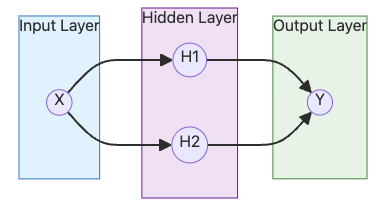 Input Layer
Hidden Layer
Output Layer
X
H1
H2
Y